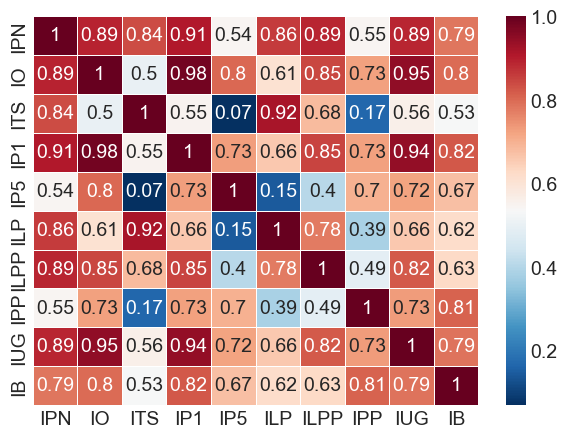 IPN 1 0.89 0.84 0.91 0.54 0.86 0.89 0.55 0.89 0.79
IO 0.89 1 0.5 0.98 0.8 0.61 0.85 0.73 0.95 0.8
ITS 0.84 0.5 1 0.55 0.07 0.92 0.68 0.17 0.56 0.53
IP1 0.91 0.98 0.55 1 0.73 0.66 0.85 0.73 0.94 0.82
IP5 0.54 0.8 0.07 0.73 1 0.15 0.4 0.7 0.72 0.67
ILP 0.86 0.61 0.92 0.66 0.15 1 0.78 0.39 0.66 0.62
ILPP 0.89 0.85 0.68 0.85 0.4 0.78 1 0.49 0.82 0.63
IPP 0.55 0.73 0.17 0.73 0.7 0.39 0.49 1 0.73 0.81
IUG 0.89 0.95 0.56 0.94 0.72 0.66 0.82 0.73 1 0.79
IB 0.79 0.8 0.53 0.82 0.67 0.62 0.63 0.81 0.79 1
IPN IO ITS IP1 IP5 ILP ILPP IPP IUG IB
1.0
0.8
0.6
0.4
0.2